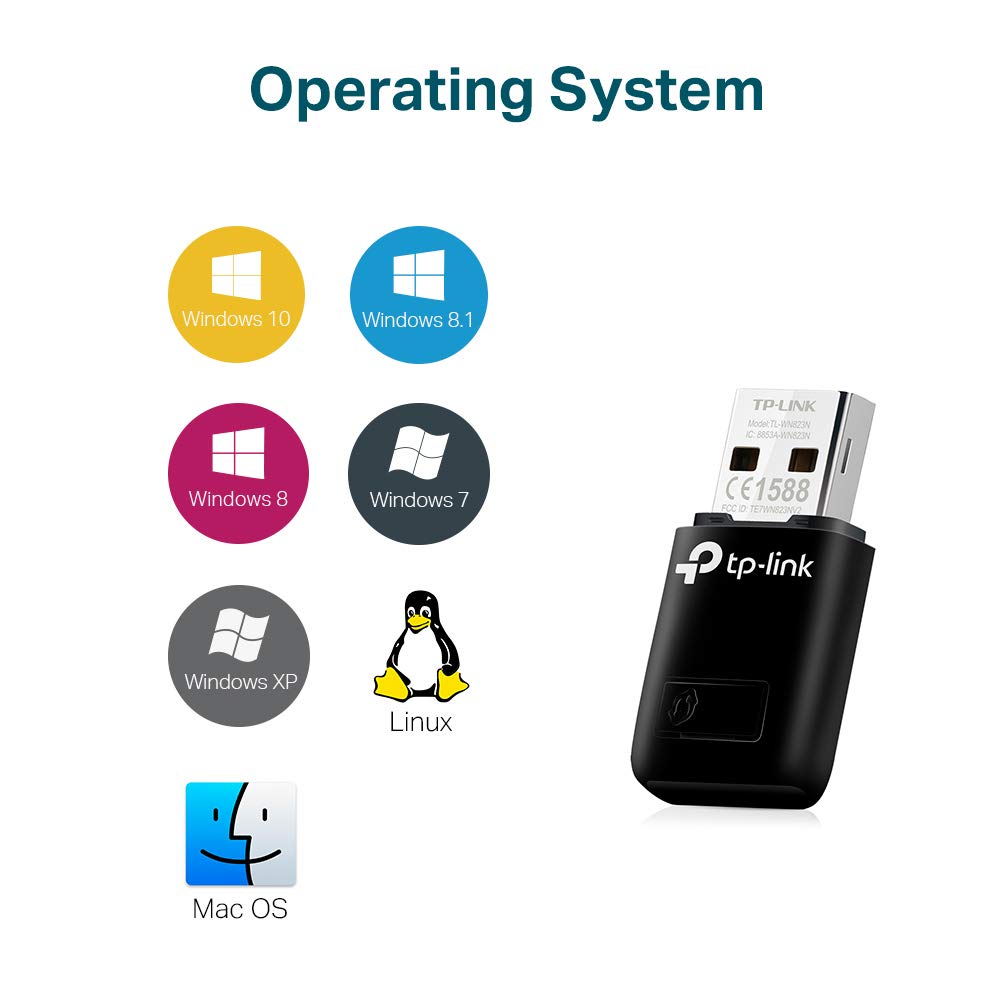 Operating System
Windows 10
Windows 8.1
Windows 8
Windows 7
Windows XP
Linux
Mac OS
TP-LINK
Model:TL-WN823N
IC: 8853A-WN823N
CE1588
FCC ID: TE7WN823NV2
tp-link